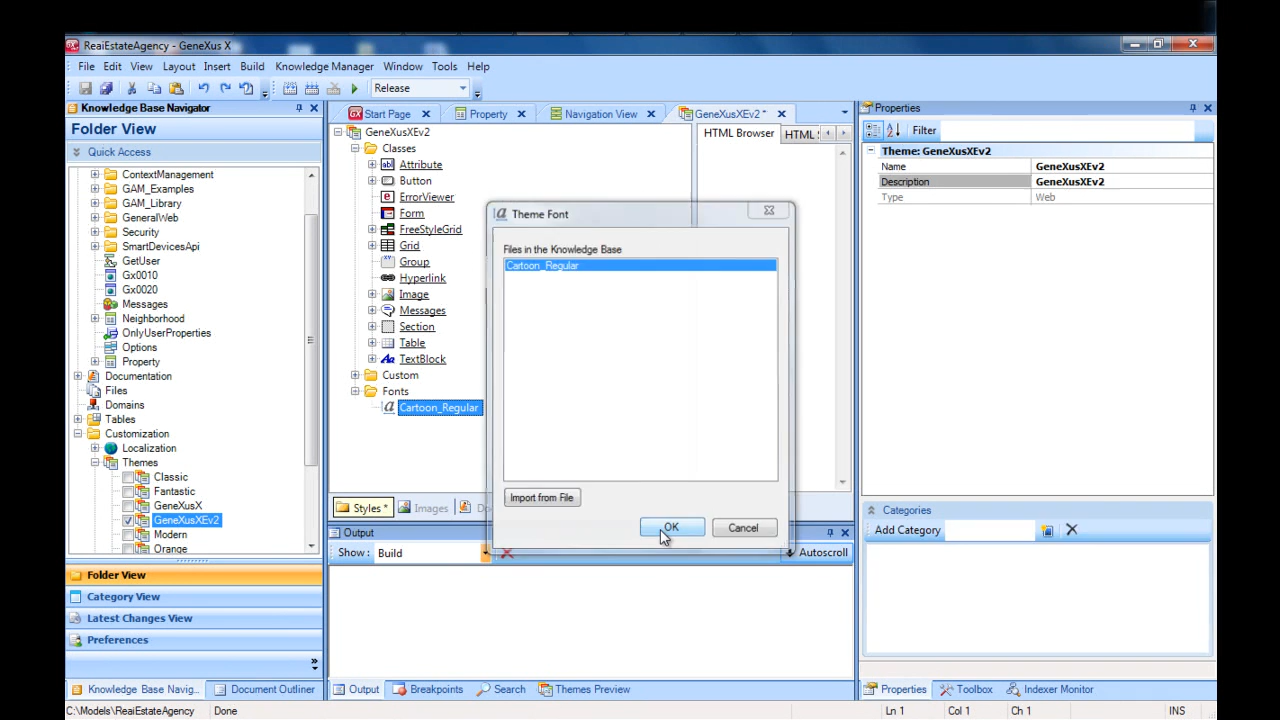 ReaiEstateAgency - GeneXus X
File Edit View Layout Insert Build Knowledge Manager Window Tools Help
Release
Knowledge Base Navigator
Folder View
Quick Access
ContextManagement
GAM_Examples
GAM_Library
GeneralWeb
Security
SmartDevicesApi
GetUser
Gx0010
Gx0020
Messages
Neighborhood
OnlyUserProperties
Options
Property
Documentation
Files
Domains
Tables
Customization
Localization
Themes
Classic
Fantastic
GeneXusX
GeneXusXEv2
Modern
Orange
Folder View
Category View
Latest Changes View
Preferences
Knowledge Base Navig... Document Outliner
Start Page Property Navigation View GeneXusXEv2 *
GeneXusXEv2
Classes
Attribute
Button
ErrorViewer
Form
FreeStyleGrid
Grid
Group
Hyperlink
Image
Messages
Section
Table
TextBlock
Custom
Fonts
Cartoon_Regular
HTML Browser HTML
Styles * Images
Theme Font
Files in the Knowledge Base
Cartoon_Regular
Import from File
OK Cancel
Output
Show: Build Autoscroll
Output Breakpoints Search Themes Preview
Properties
Filter
Theme: GeneXusXEv2
Name GeneXusXEv2
Description GeneXusXEv2
Type Web
Categories
Add Category
Properties Toolbox Indexer Monitor
C:\Models\ReaiEstateAgency Done Ln 1 Col 1 Ch 1 INS